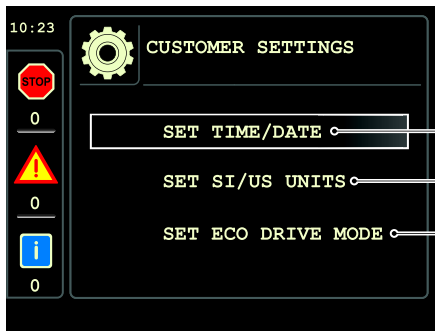 10:23
CUSTOMER SETTINGS
STOP
0
SET TIME/DATE
!
0
SET SI/US UNITS
i
0
SET ECO DRIVE MODE